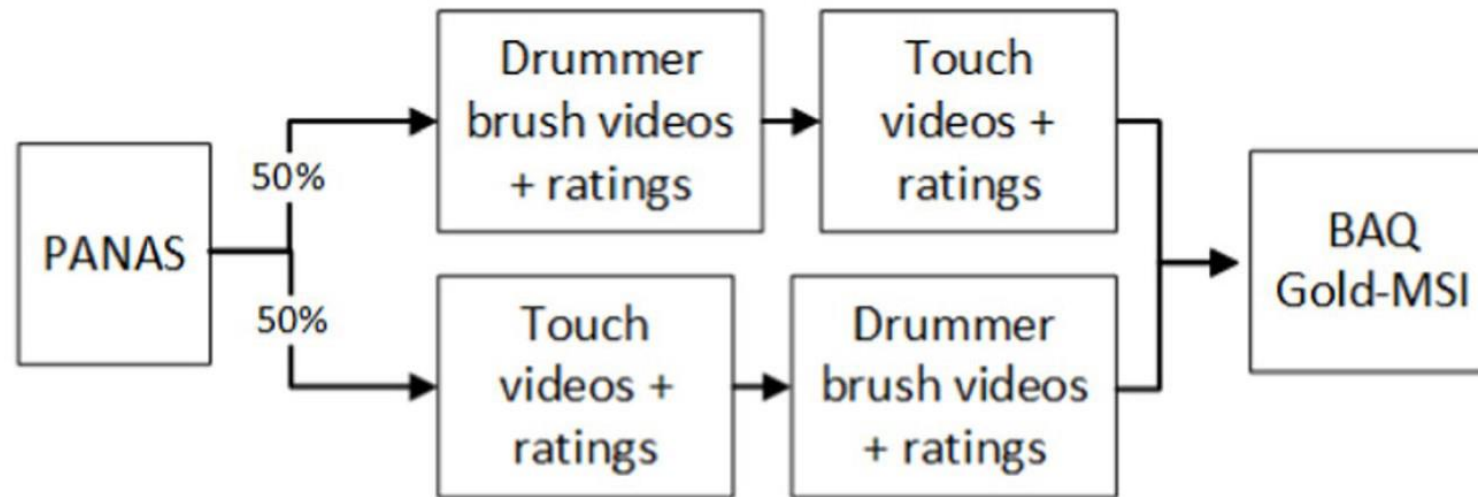 PANAS
50%
50%
Drummer
brush videos
+ ratings
Touch
videos +
ratings
Touch
videos +
ratings
Drummer
brush videos
+ ratings
BAQ
Gold-MSI